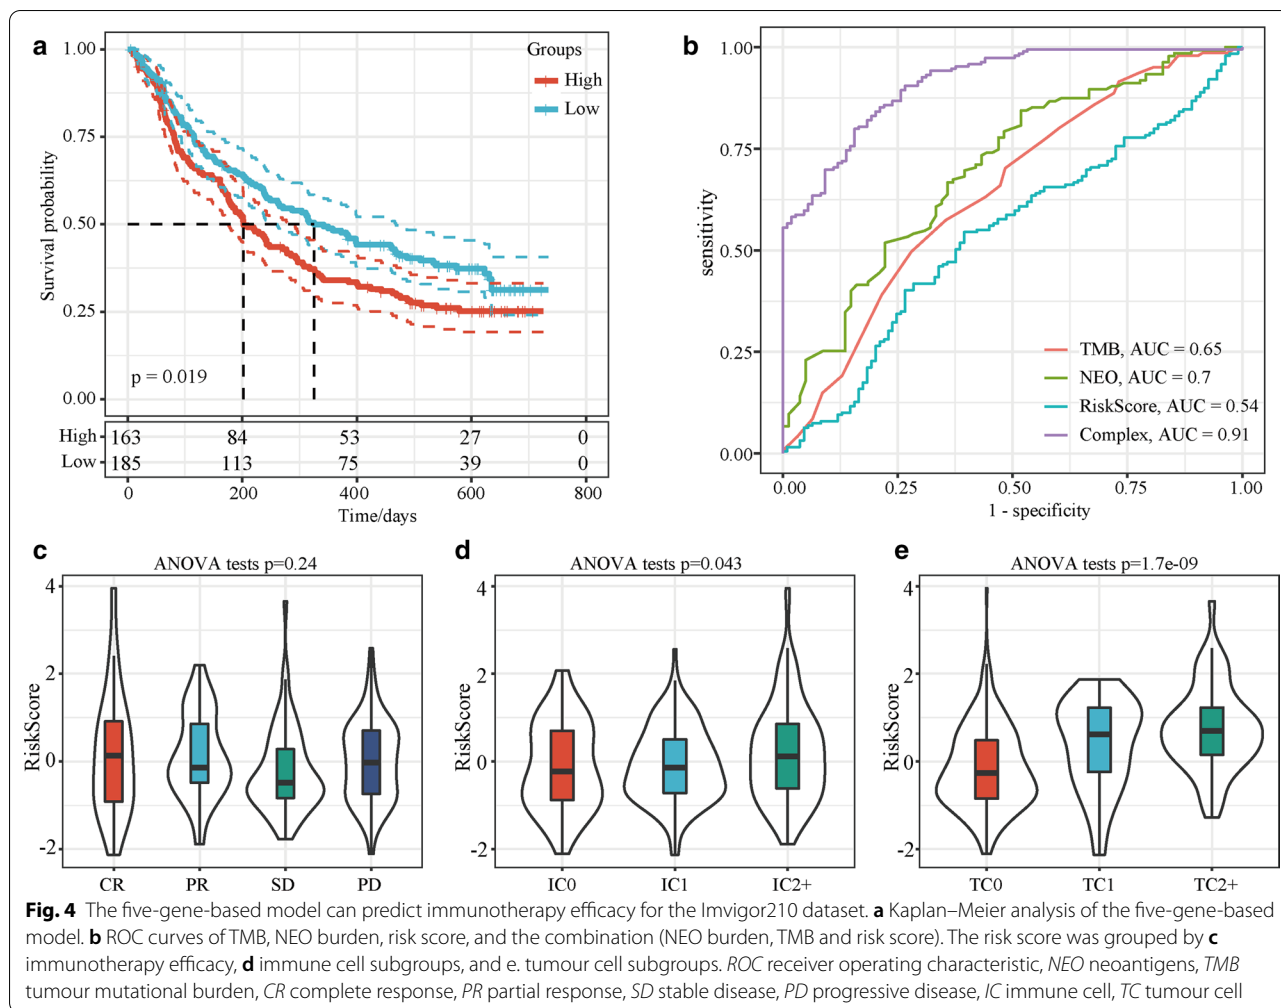 a
Groups
High
Low
Survival probability
1.00
0.75
0.50
0.25
0.00
p = 0.019
High 163 84 53 27 0
Low 185 113 75 39 0
0 200 400 600 800
Time/days
b
sensitivity
1.00
0.75
0.50
0.25
0.00
TMB, AUC = 0.65
NEO, AUC = 0.7
RiskScore, AUC = 0.54
Complex, AUC = 0.91
0.00 0.25 0.50 0.75 1.00
1 - specificity
c
ANOVA tests p=0.24
RiskScore
4
2
0
-2
CR PR SD PD
d
ANOVA tests p=0.043
RiskScore
4
2
0
-2
IC0 IC1 IC2+
e
ANOVA tests p=1.7e-09
RiskScore
4
2
0
-2
TC0 TC1 TC2+
Fig. 4 The five-gene-based model can predict immunotherapy efficacy for the Imvigor210 dataset. a Kaplan–Meier analysis of the five-gene-based
model. b ROC curves of TMB, NEO burden, risk score, and the combination (NEO burden, TMB and risk score). The risk score was grouped by c
immunotherapy efficacy, d immune cell subgroups, and e. tumour cell subgroups. ROC receiver operating characteristic, NEO neoantigens, TMB
tumour mutational burden, CR complete response, PR partial response, SD stable disease, PD progressive disease, IC immune cell, TC tumour cell